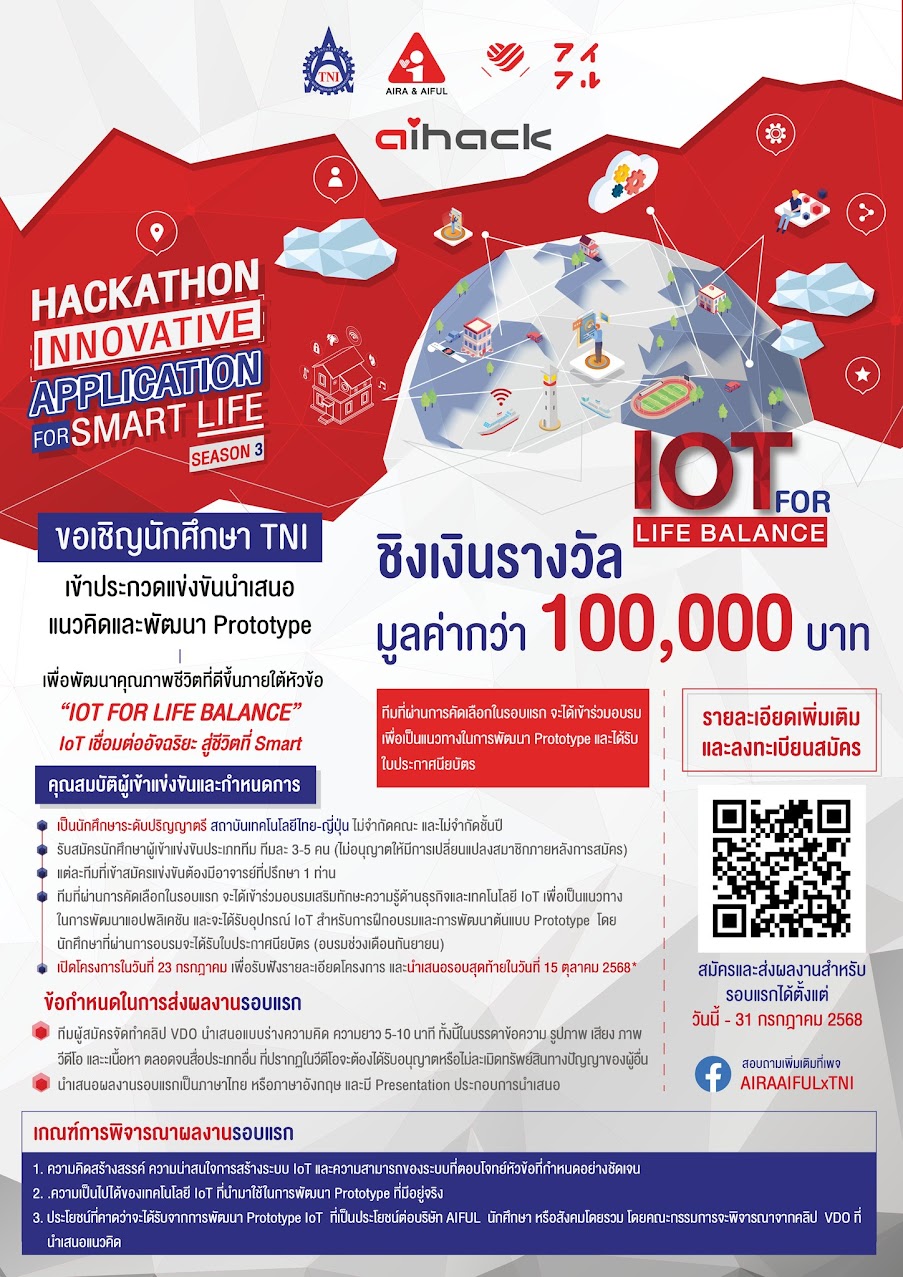 TNI
AIRA & AIFUL
アイ
フル
aihack
HACKATHON
INNOVATIVE
APPLICATION
FOR SMART LIFE
SEASON 3
IOT FOR
LIFE BALANCE
ขอเชิญนักศึกษา TNI
เข้าประกวดแข่งขันนำเสนอ
แนวคิดและพัฒนา Prototype
เพื่อพัฒนาคุณภาพชีวิตที่ดีขึ้นภายใต้หัวข้อ
“IOT FOR LIFE BALANCE”
IoT เชื่อมต่ออัจฉริยะ สู่ชีวิตที่ Smart
ชิงเงินรางวัล
มูลค่ากว่า 100,000 บาท
ทีมที่ผ่านการคัดเลือกในรอบแรก จะได้เข้าร่วมอบรม
เพื่อเป็นแนวทางในการพัฒนา Prototype และได้รับ
ใบประกาศนียบัตร
รายละเอียดเพิ่มเติม
และลงทะเบียนสมัคร
คุณสมบัติผู้เข้าแข่งขันและกำหนดการ
เป็นนักศึกษาระดับปริญญาตรี สถาบันเทคโนโลยีไทย-ญี่ปุ่น ไม่จำกัดคณะ และไม่จำกัดชั้นปี
รับสมัครนักศึกษาผู้เข้าแข่งขันประเภททีม ทีมละ 3-5 คน (ไม่อนุญาตให้มีการเปลี่ยนแปลงสมาชิกภายหลังการสมัคร)
แต่ละทีมที่เข้าสมัครแข่งขันต้องมีอาจารย์ที่ปรึกษา 1 ท่าน
ทีมที่ผ่านการคัดเลือกในรอบแรก จะได้เข้าร่วมอบรมเสริมทักษะความรู้ด้านธุรกิจและเทคโนโลยี IoT เพื่อเป็นแนวทาง
ในการพัฒนาแอปพลิเคชัน และจะได้รับอุปกรณ์ IoT สำหรับการฝึกอบรมและการพัฒนาต้นแบบ Prototype โดย
นักศึกษาที่ผ่านการอบรมจะได้รับใบประกาศนียบัตร (อบรมช่วงเดือนกันยายน)
เปิดโครงการในวันที่ 23 กรกฎาคม เพื่อรับฟังรายละเอียดโครงการ และนำเสนอรอบสุดท้ายในวันที่ 15 ตุลาคม 2568*
สมัครและส่งผลงานสำหรับ
รอบแรกได้ตั้งแต่
วันนี้ - 31 กรกฎาคม 2568
ข้อกำหนดในการส่งผลงานรอบแรก
ทีมผู้สมัครจัดทำคลิป VDO นำเสนอแบบร่างความคิด ความยาว 5-10 นาที ทั้งนี้ในบรรดาข้อความ รูปภาพ เสียง ภาพ
วีดีโอ และะเนื้อหา ตลอดจนสื่อประเภทอื่น ที่ปรากฏในวีดีโอจะต้องได้รับอนุญาตหรือไม่ละเมิดทรัพย์สินทางปัญญาของผู้อื่น
นำเสนอผลงานรอบแรกเป็นภาษาไทย หรือภาษาอังกฤษ และมี Presentation ประกอบการนำเสนอ
สอบถามเพิ่มเติมที่เพจ
AIRAAIFULxTNI
เกณฑ์การพิจารณาผลงานรอบแรก
1. ความคิดสร้างสรรค์ ความน่าสนใจการสร้างระบบ IoT และความสามารถของระบบที่ตอบโจทย์หัวข้อที่กำหนดอย่างชัดเจน
2. .ความเป็นไปได้ของเทคโนโลยี IoT ที่นำมาใช้ในการพัฒนา Prototype ที่มีอยู่จริง
3. ประโยชน์ที่คาดว่าจะได้รับจากการพัฒนา Prototype IoT ที่เป็นประโยชน์ต่อบริษัท AIFUL นักศึกษา หรือสังคมโดยรวม โดยคณะกรรมการจะพิจารณาจากคลิป VDO ที่
นำเสนอแนวคิด